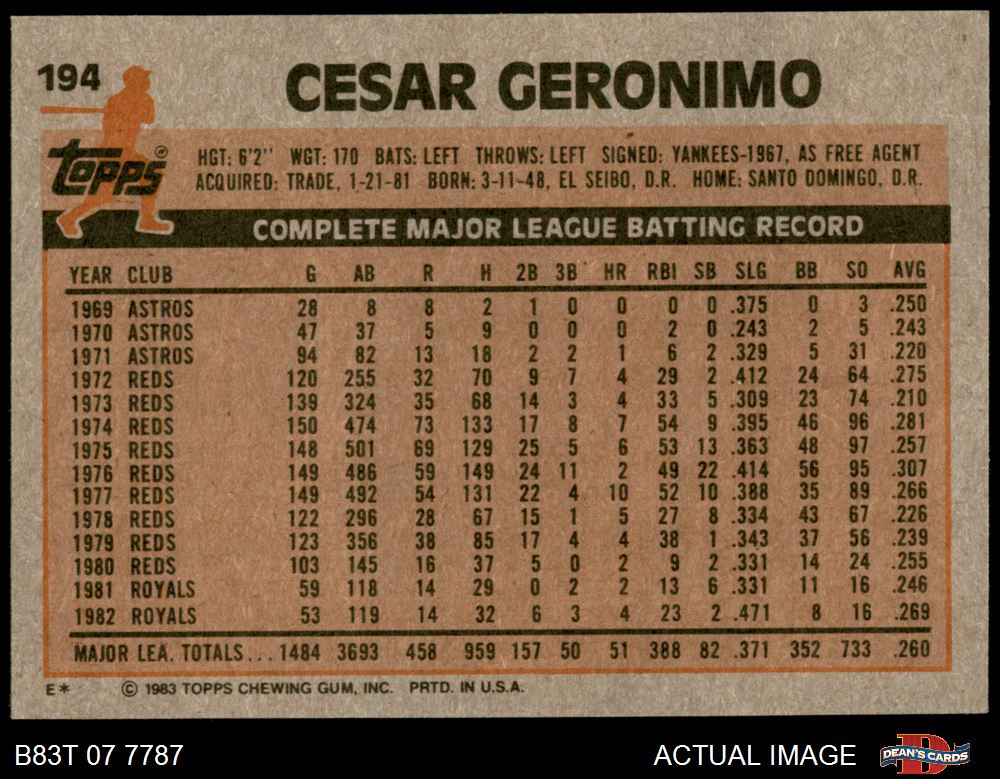 194
CESAR GERONIMO
Topps®
HGT: 6'2'' WGT: 170 BATS: LEFT THROWS: LEFT SIGNED: YANKEES-1967, AS FREE AGENT
ACQUIRED: TRADE, 1-21-81 BORN: 3-11-48, EL SEIBO, D.R. HOME: SANTO DOMINGO, D.R.
COMPLETE MAJOR LEAGUE BATTING RECORD
YEAR CLUB G AB R H 2B 3B HR RBI SB SLG BB SO AVG
1969 ASTROS 28 8 8 2 1 0 0 0 0 .375 0 3 .250
1970 ASTROS 47 37 5 9 0 0 0 2 0 .243 2 5 .243
1971 ASTROS 94 82 13 18 2 2 1 6 2 .329 5 31 .220
1972 REDS 120 255 32 70 9 7 4 29 2 .412 24 64 .275
1973 REDS 139 324 35 68 14 3 4 33 5 .309 23 74 .210
1974 REDS 150 474 73 133 17 8 7 54 9 .395 46 96 .281
1975 REDS 148 501 69 129 25 5 6 53 13 .363 48 97 .257
1976 REDS 149 486 59 149 24 11 2 49 22 .414 56 95 .307
1977 REDS 149 492 54 131 22 4 10 52 10 .388 35 89 .266
1978 REDS 122 296 28 67 15 1 5 27 8 .334 43 67 .226
1979 REDS 123 356 38 85 17 4 4 38 1 .343 37 56 .239
1980 REDS 103 145 16 37 5 0 2 9 2 .331 14 24 .255
1981 ROYALS 59 118 14 29 0 2 2 13 6 .331 11 16 .246
1982 ROYALS 53 119 14 32 6 3 4 23 2 .471 8 16 .269
MAJOR LEA. TOTALS... 1484 3693 458 959 157 50 51 388 82 .371 352 733 .260
E* © 1983 TOPPS CHEWING GUM, INC. PRTD. IN U.S.A.
B83T 07 7787 ACTUAL IMAGE D DEAN'S CARDS